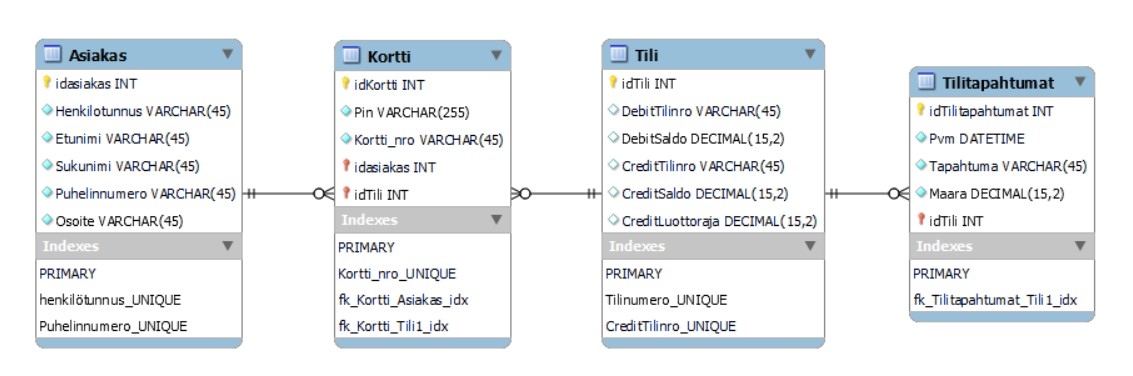 Asiakas
idasiakas INT
Henkilotunnus VARCHAR(45)
Etunimi VARCHAR(45)
Sukunimi VARCHAR(45)
Puhelinnumero VARCHAR(45)
Osoite VARCHAR(45)
Indexes
PRIMARY
henkilötunnus_UNIQUE
Puhelinnumero_UNIQUE
Kortti
idKortti INT
Pin VARCHAR(255)
Kortti_nro VARCHAR(45)
idasiakas INT
idTili INT
Indexes
PRIMARY
Kortti_nro_UNIQUE
fk_Kortti_Asiakas_idx
fk_Kortti_Tili1_idx
Tili
idTili INT
DebitTilinro VARCHAR(45)
DebitSaldo DECIMAL(15,2)
CreditTilinro VARCHAR(45)
CreditSaldo DECIMAL(15,2)
CreditLuottoraja DECIMAL(15,2)
Indexes
PRIMARY
Tilinumero_UNIQUE
CreditTilinro_UNIQUE
Tilitapahtumat
idTilitapahtumat INT
Pvm DATETIME
Tapahtuma VARCHAR(45)
Maara DECIMAL(15,2)
idTili INT
Indexes
PRIMARY
fk_Tilitapahtumat_Tili1_idx